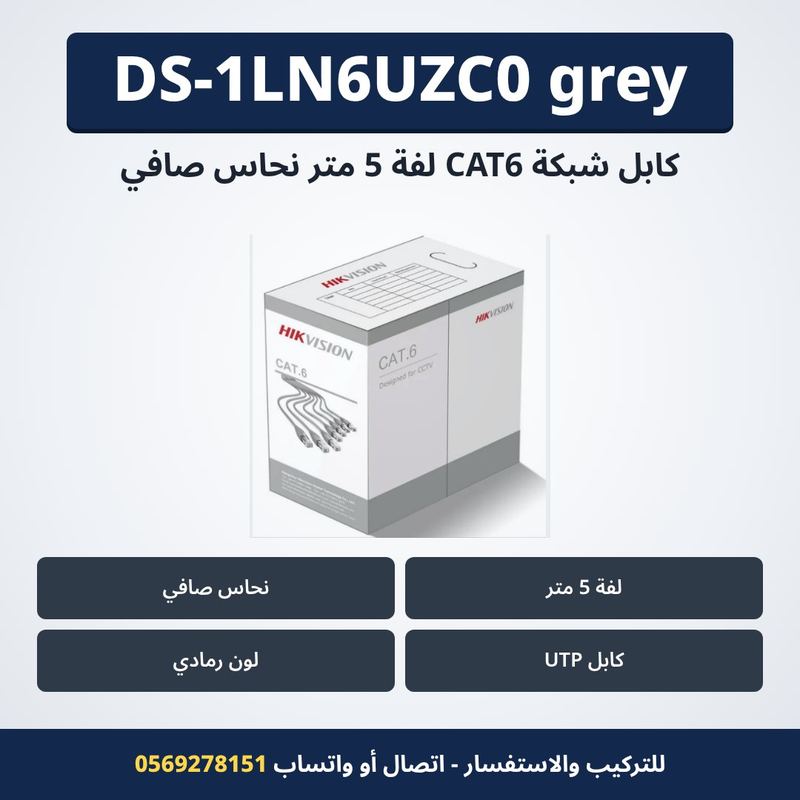 DS-1LN6UZC0 grey
كابل شبكة CAT6 لفة 5 متر نحاس صافي
HIKVISION
HIKVISION
HIKVISION
CAT.6
CAT.6
Designed for CCTV
لفة 5 متر
نحاس صافي
كابل UTP
لون رمادي
للتركيب والاستفسار - اتصال أو واتساب 0569278151